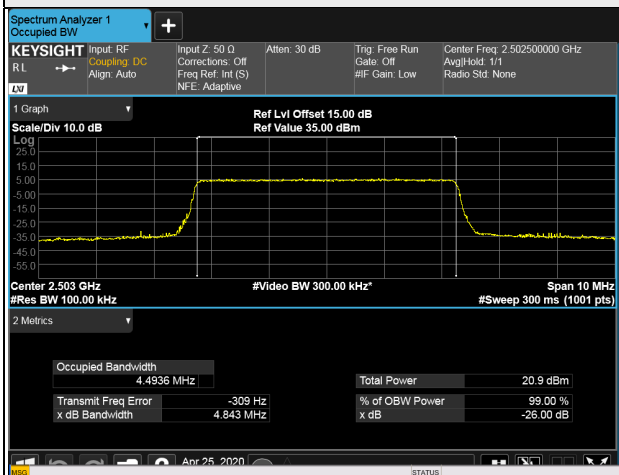 Spectrum Analyzer 1
Occupied BW
+
KEYSIGHT
RL
LXI
Input: RF
Coupling: DC
Align: Auto
Input Z: 50 Ω
Corrections: Off
Freq Ref: Int (S)
NFE: Adaptive
Atten: 30 dB
Trig: Free Run
Gate: Off
#IF Gain: Low
Center Freq: 2.502500000 GHz
Avg|Hold: 1/1
Radio Std: None
1 Graph
Scale/Div 10.0 dB
Ref Lvl Offset 15.00 dB
Ref Value 35.00 dBm
Log
25.0
15.0
5.00
-5.00
-15.0
-25.0
-35.0
-45.0
-55.0
Center 2.503 GHz
#Video BW 300.00 kHz*
Span 10 MHz
#Res BW 100.00 kHz
#Sweep 300 ms (1001 pts)
2 Metrics
Occupied Bandwidth
4.4936 MHz
Total Power 20.9 dBm
Transmit Freq Error -309 Hz
% of OBW Power 99.00 %
x dB Bandwidth 4.843 MHz
x dB -26.00 dB
Apr 25, 2020
MSG
STATUS